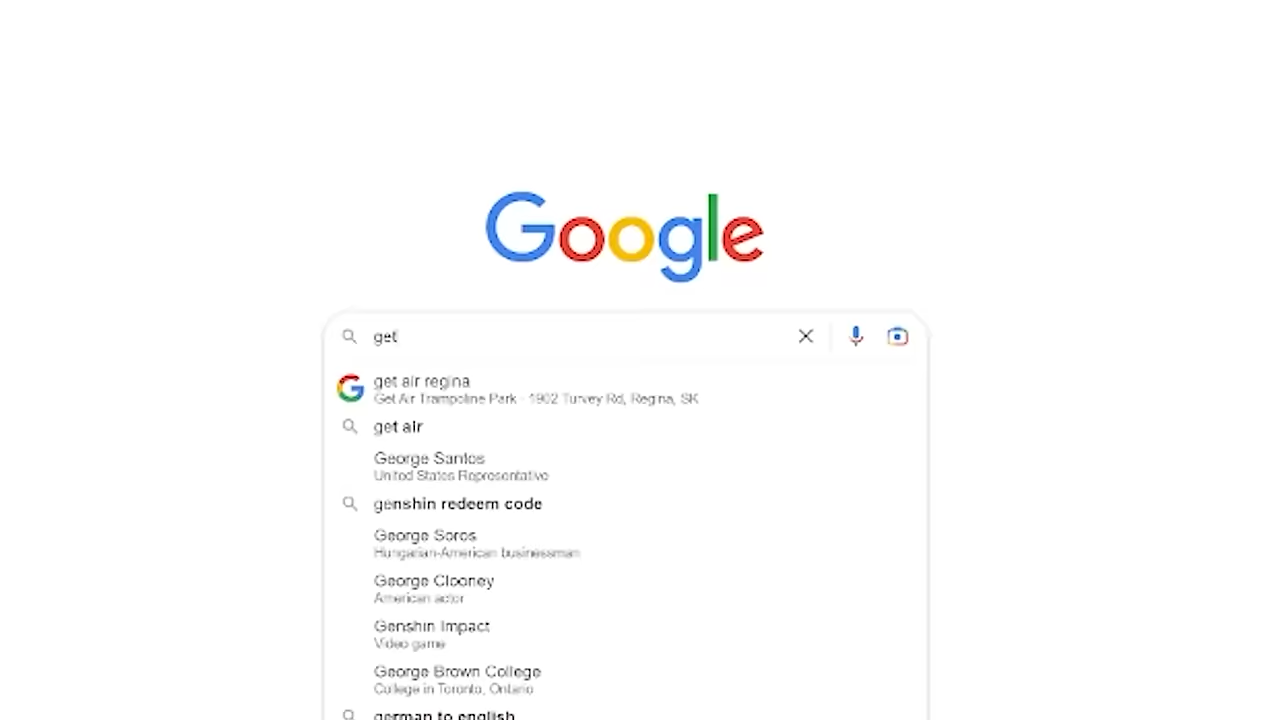 Google
get
get air regina
Get Air Trampoline Park · 1902 Turvey Rd, Regina, SK
get air
George Santos
United States Representative
genshin redeem code
George Soros
Hungarian-American businessman
George Clooney
American actor
Genshin Impact
Video game
George Brown College
College in Toronto, Ontario
german to english